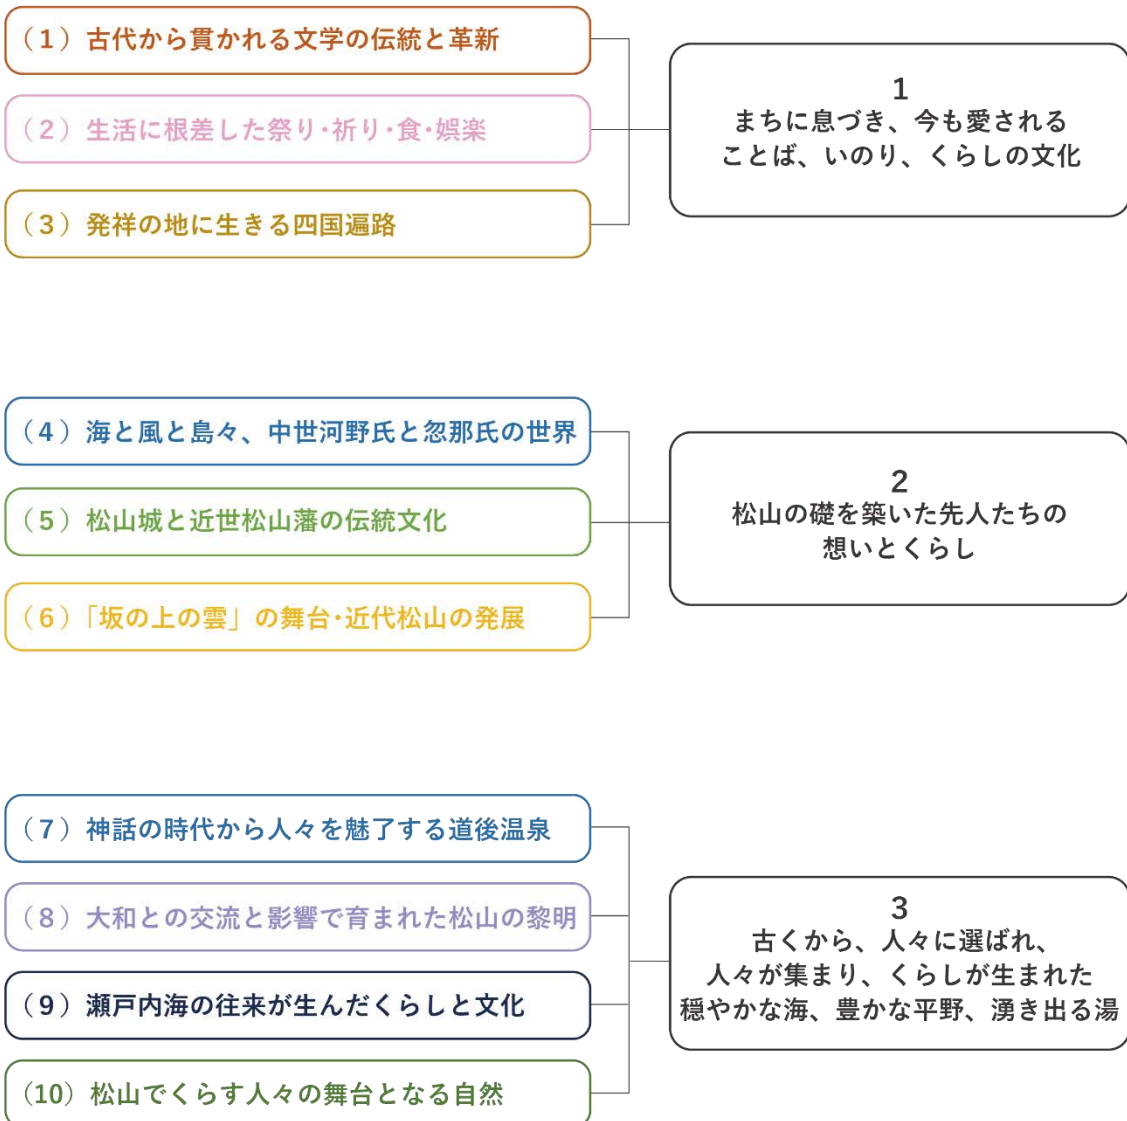 （1）古代から貫かれる文学の伝統と革新
（2）生活に根差した祭り･祈り･食･娯楽
（3）発祥の地に生きる四国遍路
1
まちに息づき、今も愛される
ことば、いのり、くらしの文化
（4）海と風と島々、中世河野氏と忽那氏の世界
（5）松山城と近世松山藩の伝統文化
（6）「坂の上の雲」の舞台･近代松山の発展
2
松山の礎を築いた先人たちの
想いとくらし
（7）神話の時代から人々を魅了する道後温泉
（8）大和との交流と影響で育まれた松山の黎明
（9）瀬戸内海の往来が生んだくらしと文化
（10）松山でくらす人々の舞台となる自然
3
古くから、人々に選ばれ、
人々が集まり、くらしが生まれた
穏やかな海、豊かな平野、湧き出る湯